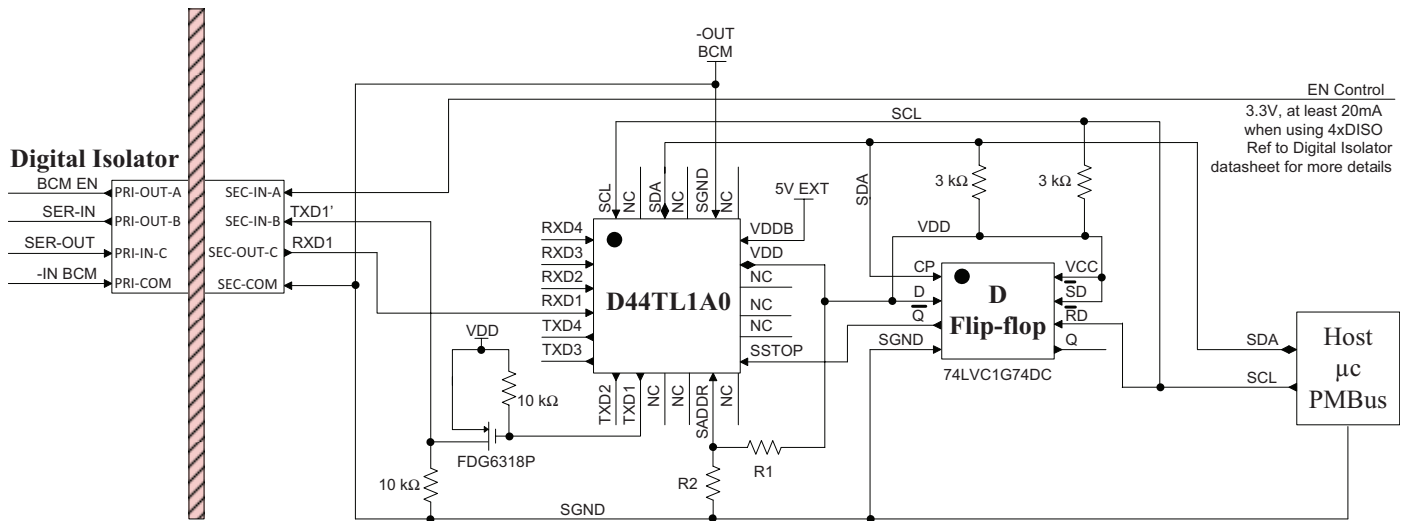 -OUT
BCM
EN Control
SCL
3.3V, at least 20mA
when using 4xDISO
Ref to Digital Isolator
datasheet for more details
Digital Isolator
BCM EN
PRI-OUT-A
SEC-IN-A
SER-IN
PRI-OUT-B
SEC-IN-B
TXD1’
SER-OUT
PRI-IN-C
SEC-OUT-C
RXD1
-IN BCM
PRI-COM
SEC-COM
SCL
NC
SDA
NC
SGND
NC
5V EXT
SDA
3 kΩ
3 kΩ
RXD4
RXD3
RXD2
RXD1
TXD4
TXD3
D44TL1A0
VDDB
VDD
NC
NC
NC
SSTOP
TXD2
TXD1
NC
NC
SADDR
NC
VDD
CP
D
Q
SGND
D
Flip-flop
VCC
SD
RD
Q
74LVC1G74DC
SDA
SCL
Host
µc
PMBus
VDD
10 kΩ
FDG6318P
10 kΩ
R1
R2
SGND